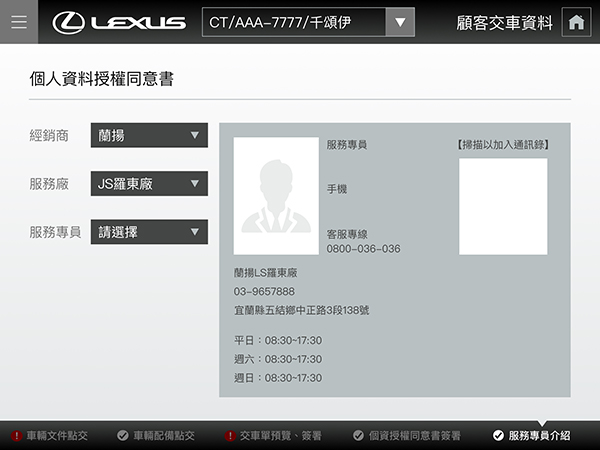 LEXUS
CT/AAA-7777/千頌伊
顧客交車資料
個人資料授權同意書
經銷商
蘭揚
服務廠
JS羅東廠
服務專員
請選擇
服務專員
手機
客服專線
0800-036-036
【掃描以加入通訊錄】
蘭揚LS羅東廠
03-9657888
宜蘭縣五結鄉中正路3段138號
平日：08:30~17:30
週六：08:30~17:30
週日：08:30~17:30
車輛文件點交
車輛配備點交
交車單預覽、簽署
個資授權同意書簽署
服務專員介紹